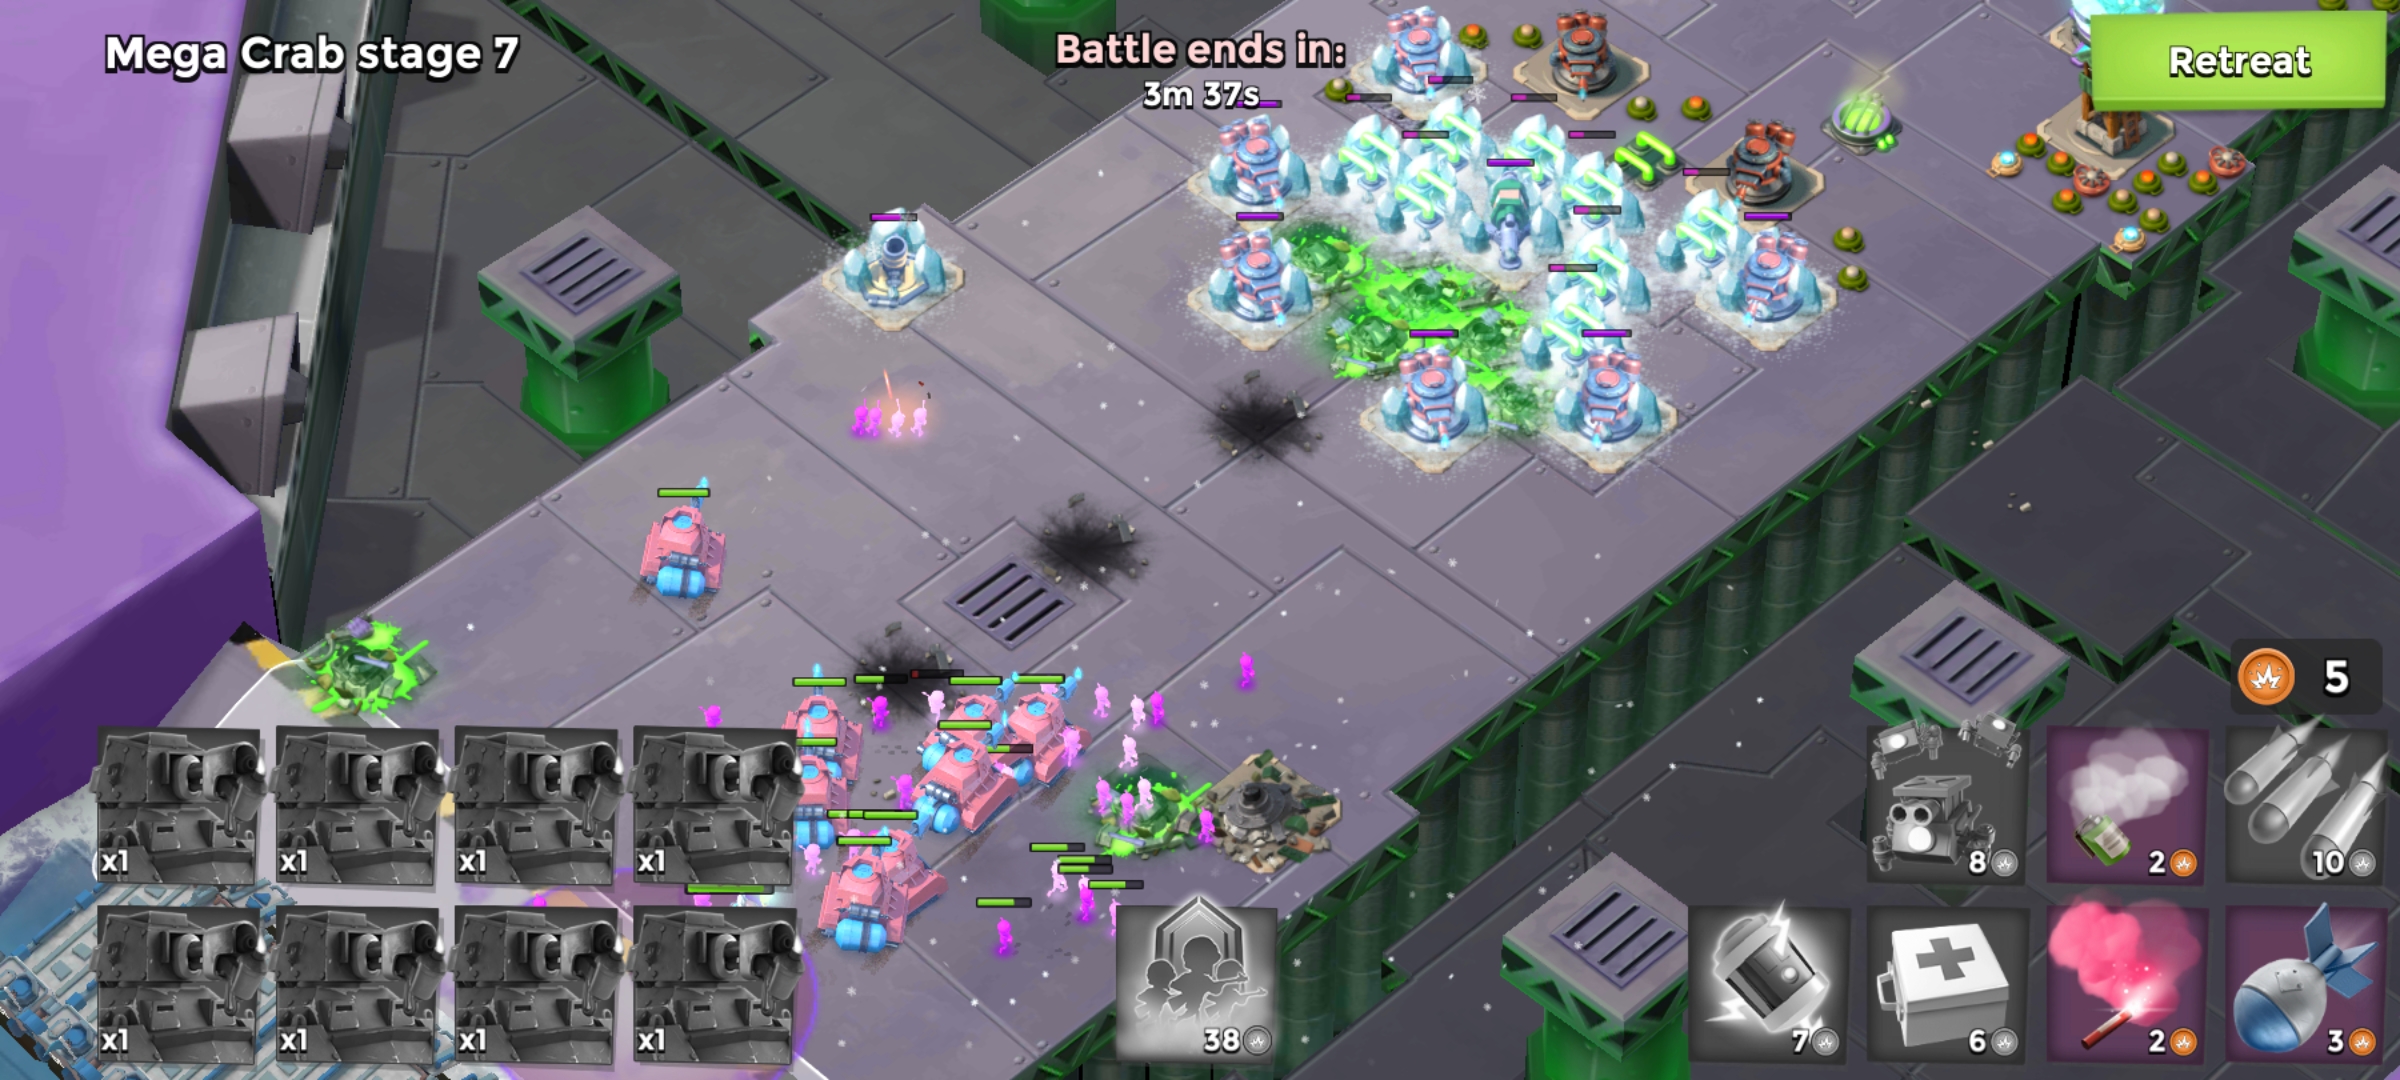 Mega Crab stage 7
Battle ends in:
3m 37s
Retreat
5
x1
x1
x1
x1
8
2
10
x1
x1
x1
x1
38
7
6
2
3